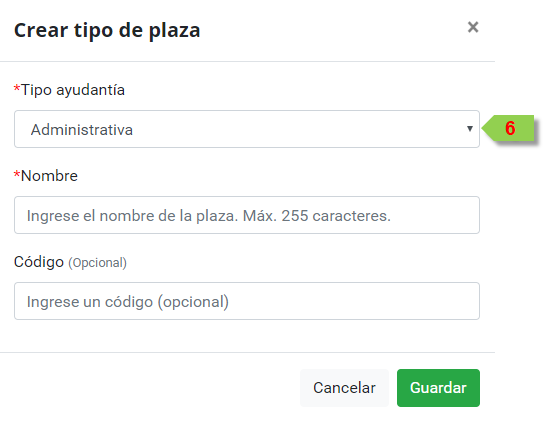 Crear tipo de plaza ×
*Tipo ayudantía
Administrativa
6
*Nombre
Ingrese el nombre de la plaza. Máx. 255 caracteres.
Código (Opcional)
Ingrese un código (opcional)
Cancelar Guardar